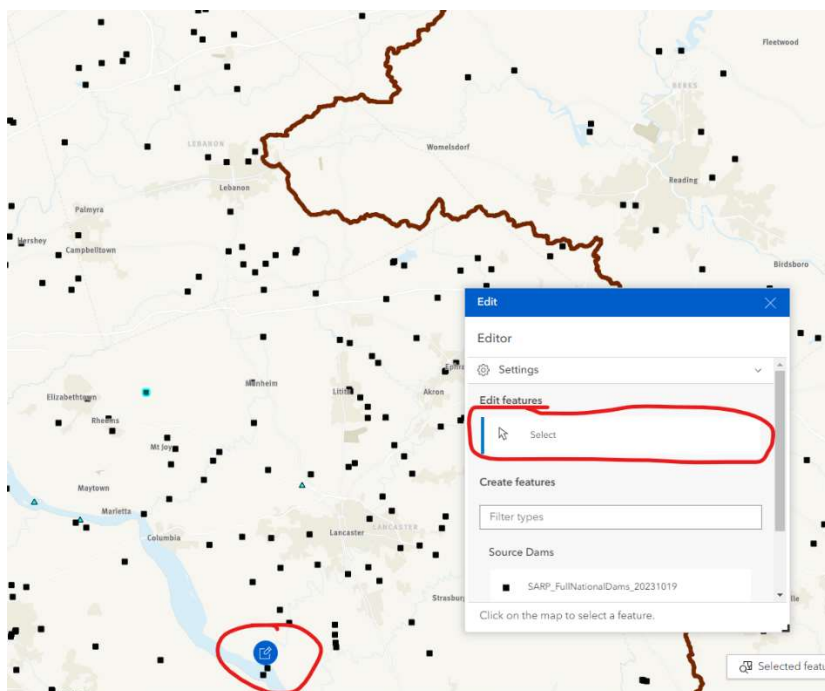 Fleetwood
BERKS
LEBANON
Womelsdorf
Lebanon
Reading
Palmyra
Hershey
Campbelltown
Birdsboro
Edit
Editor
Settings
Edit features
Select
Create features
Filter types
Source Dams
SARP_FullNationalDams_20231019
Click on the map to select a feature.
Manheim
Elizabethtown
Lititz
Akron
Rheems
Mt Joy
Maytown
Marietta
Columbia
Lancaster
LANCASTER
Strasburg
Selected featu